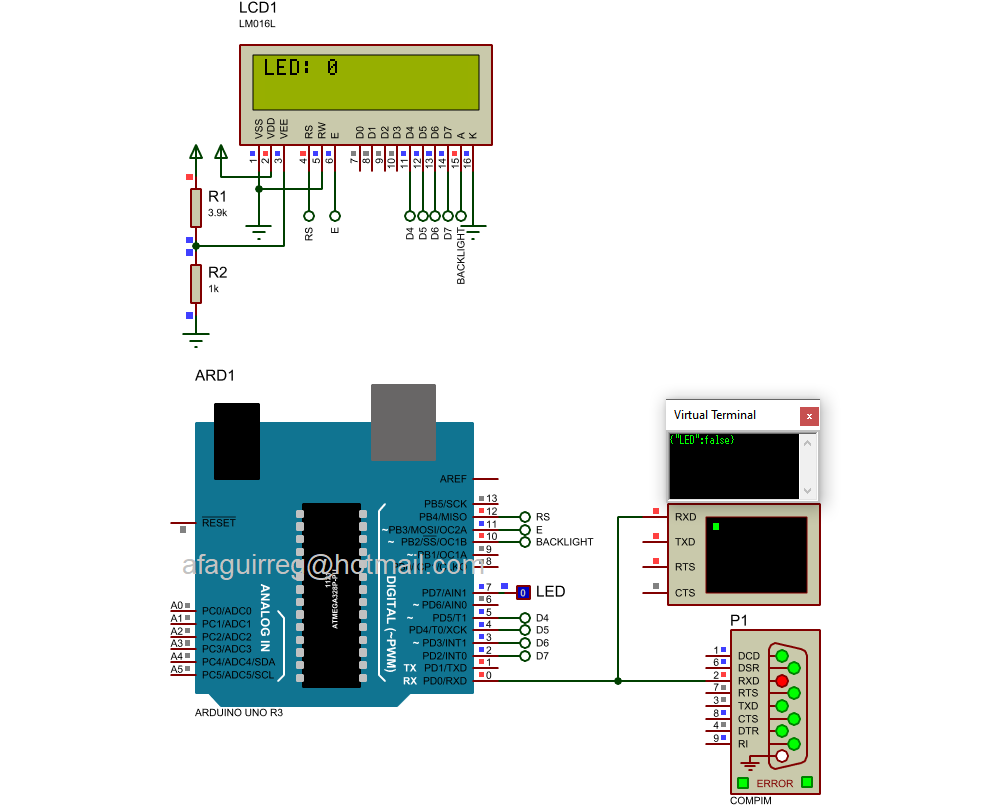 LCD1
LM016L
LED: 0
VSS VDD VEE RS RW E D0 D1 D2 D3 D4 D5 D6 D7 A K
1 2 3 4 5 6 7 8 9 10 11 12 13 14 15 16
R1
3.9k
RS E D4 D5 D6 D7 BACKLIGHT
R2
1k
ARD1
Virtual Terminal
x
{"LED":false}
AREF
RESET
PB5/SCK 13
PB4/MISO 12 RS
~PB3/MOSI/OC2A 11 E
~ PB2/SS/OC1B 10 BACKLIGHT
~ PB1/OC1A 9
8
afaguirreg@hotmail.com
ATMEGA328P-PU
ANALOG IN
DIGITAL (~PWM)
PD7/AIN1 7 0 LED
~ PD6/AIN0 6
~ PD5/T1 5 D4
PD4/T0/XCK 4 D5
~ PD3/INT1 3 D6
PD2/INT0 2 D7
TX PD1/TXD 1
RX PD0/RXD 0
A0 PC0/ADC0
A1 PC1/ADC1
A2 PC2/ADC2
A3 PC3/ADC3
A4 PC4/ADC4/SDA
A5 PC5/ADC5/SCL
ARDUINO UNO R3
RXD
TXD
RTS
CTS
P1
1 DCD
6 DSR
2 RXD
7 RTS
3 TXD
8 CTS
4 DTR
9 RI
ERROR
COMPIM